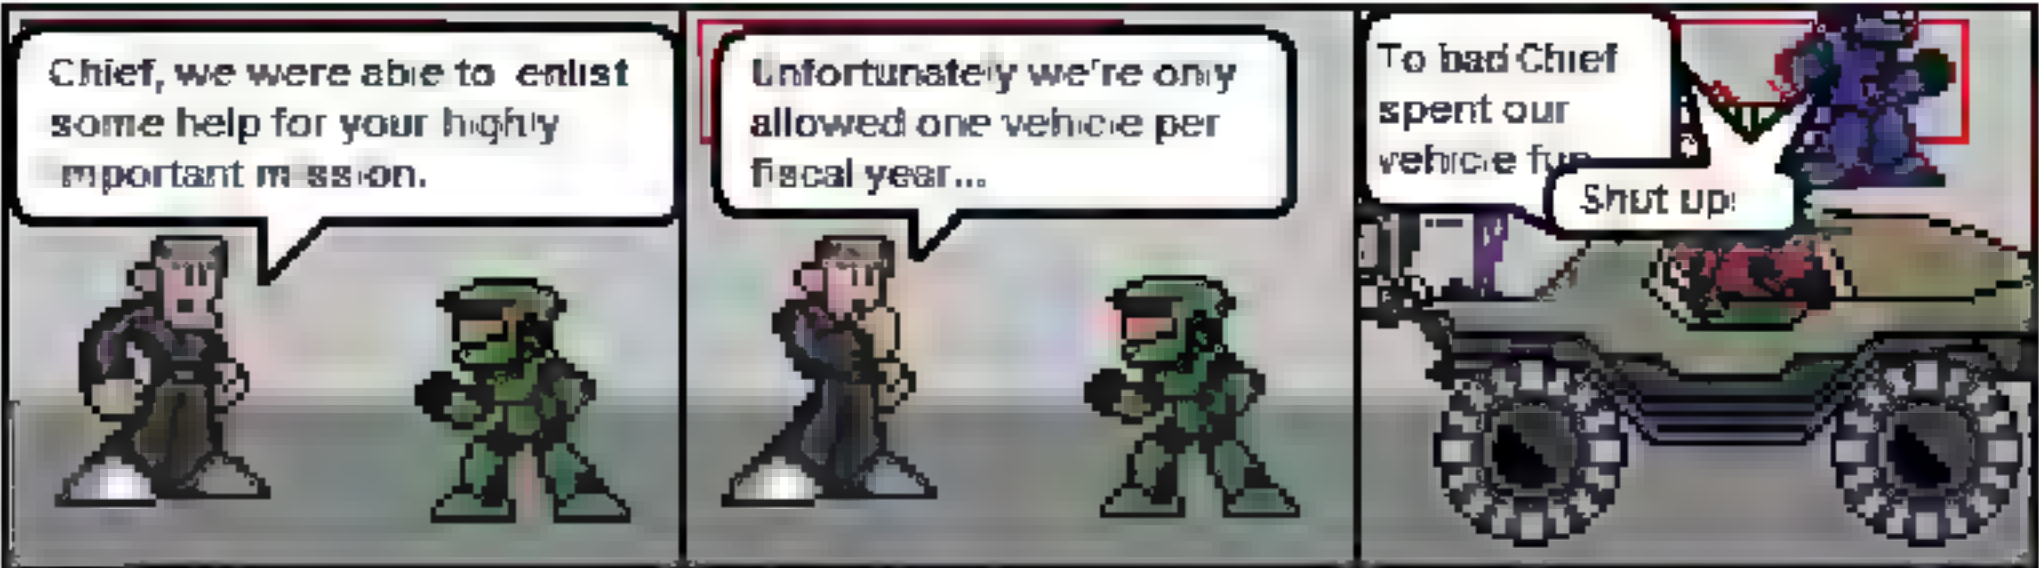 Chief, we were able to enlist
some help for your highly
important mission.
Unfortunately we're only
allowed one vehicle per
fiscal year...
To bad Chief
spent our
vehicle
Shut up!